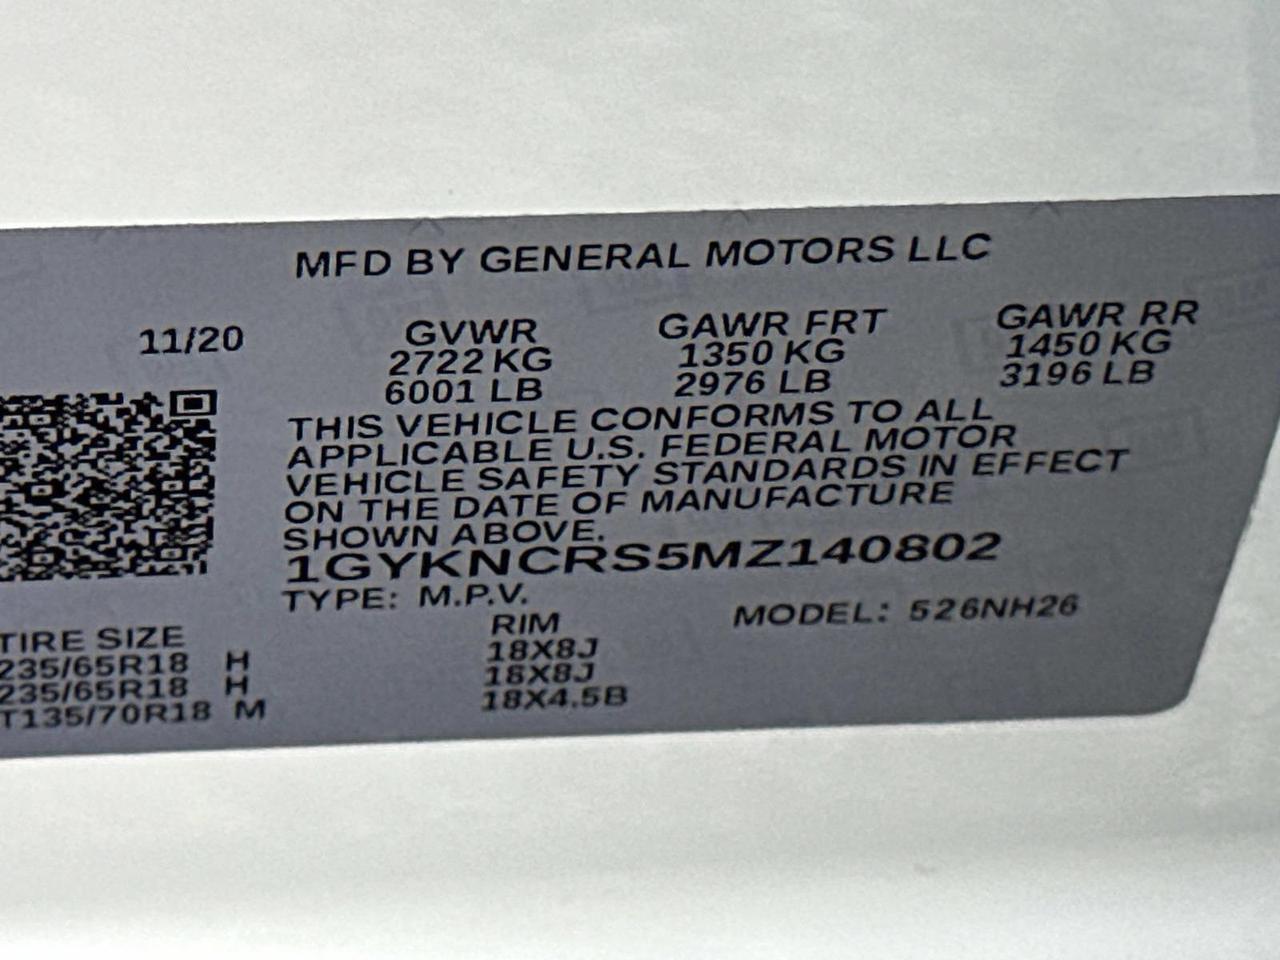 MFD BY GENERAL MOTORS LLC
11/20 GVWR GAWR FRT GAWR RR
2722 KG 1350 KG 1450 KG
6001 LB 2976 LB 3196 LB
THIS VEHICLE CONFORMS TO ALL
APPLICABLE U.S. FEDERAL MOTOR
VEHICLE SAFETY STANDARDS IN EFFECT
ON THE DATE OF MANUFACTURE
SHOWN ABOVE.
1GYKNCRS5MZ140802
TYPE: M.P.V. MODEL: 526NH26
TIRE SIZE RIM
235/65R18 H 18X8J
235/65R18 H 18X8J
T135/70R18 M 18X4.5B